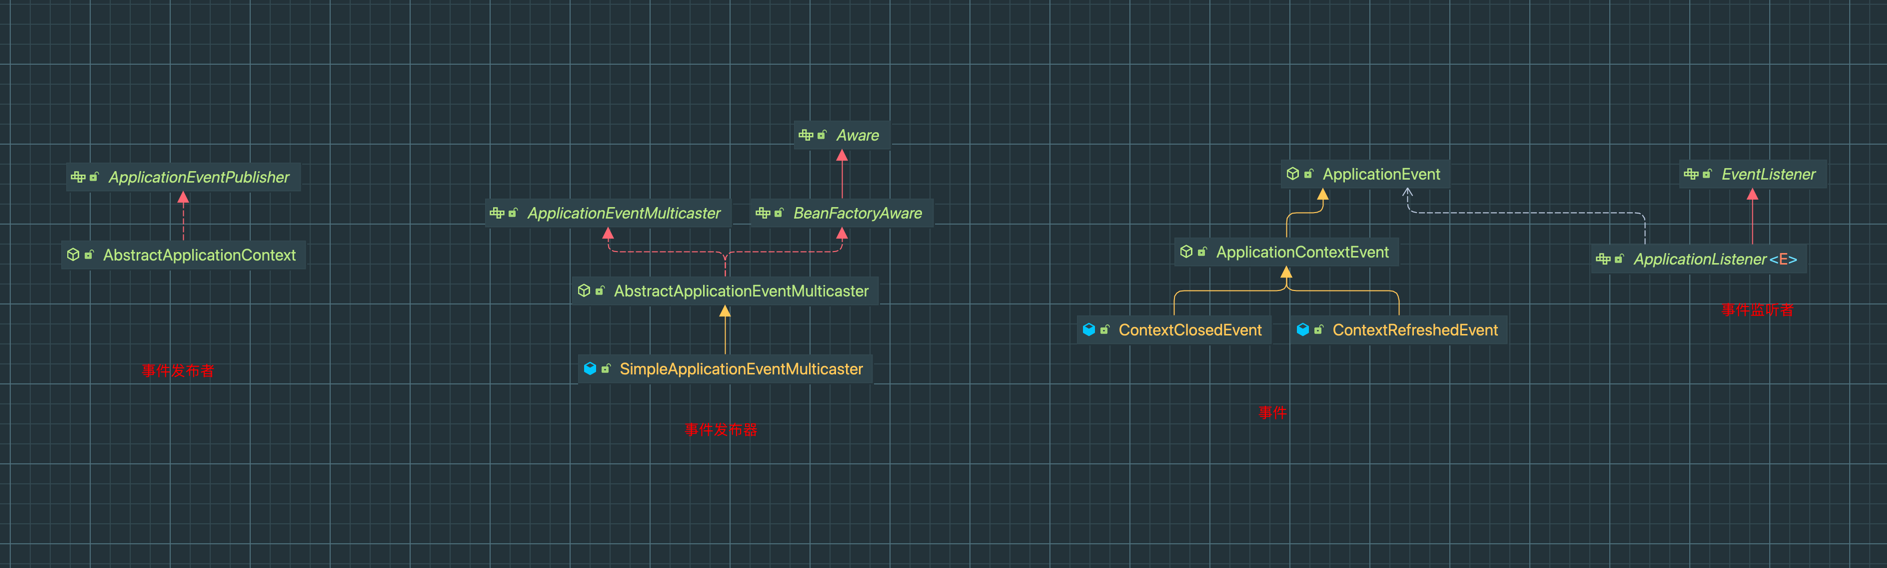 ApplicationEventPublisher
AbstractApplicationContext
事件发布者
Aware
ApplicationEventMulticaster
BeanFactoryAware
AbstractApplicationEventMulticaster
SimpleApplicationEventMulticaster
事件发布器
ApplicationEvent
ApplicationContextEvent
ContextClosedEvent
ContextRefreshedEvent
事件
EventListener
ApplicationListener<E>
事件监听者